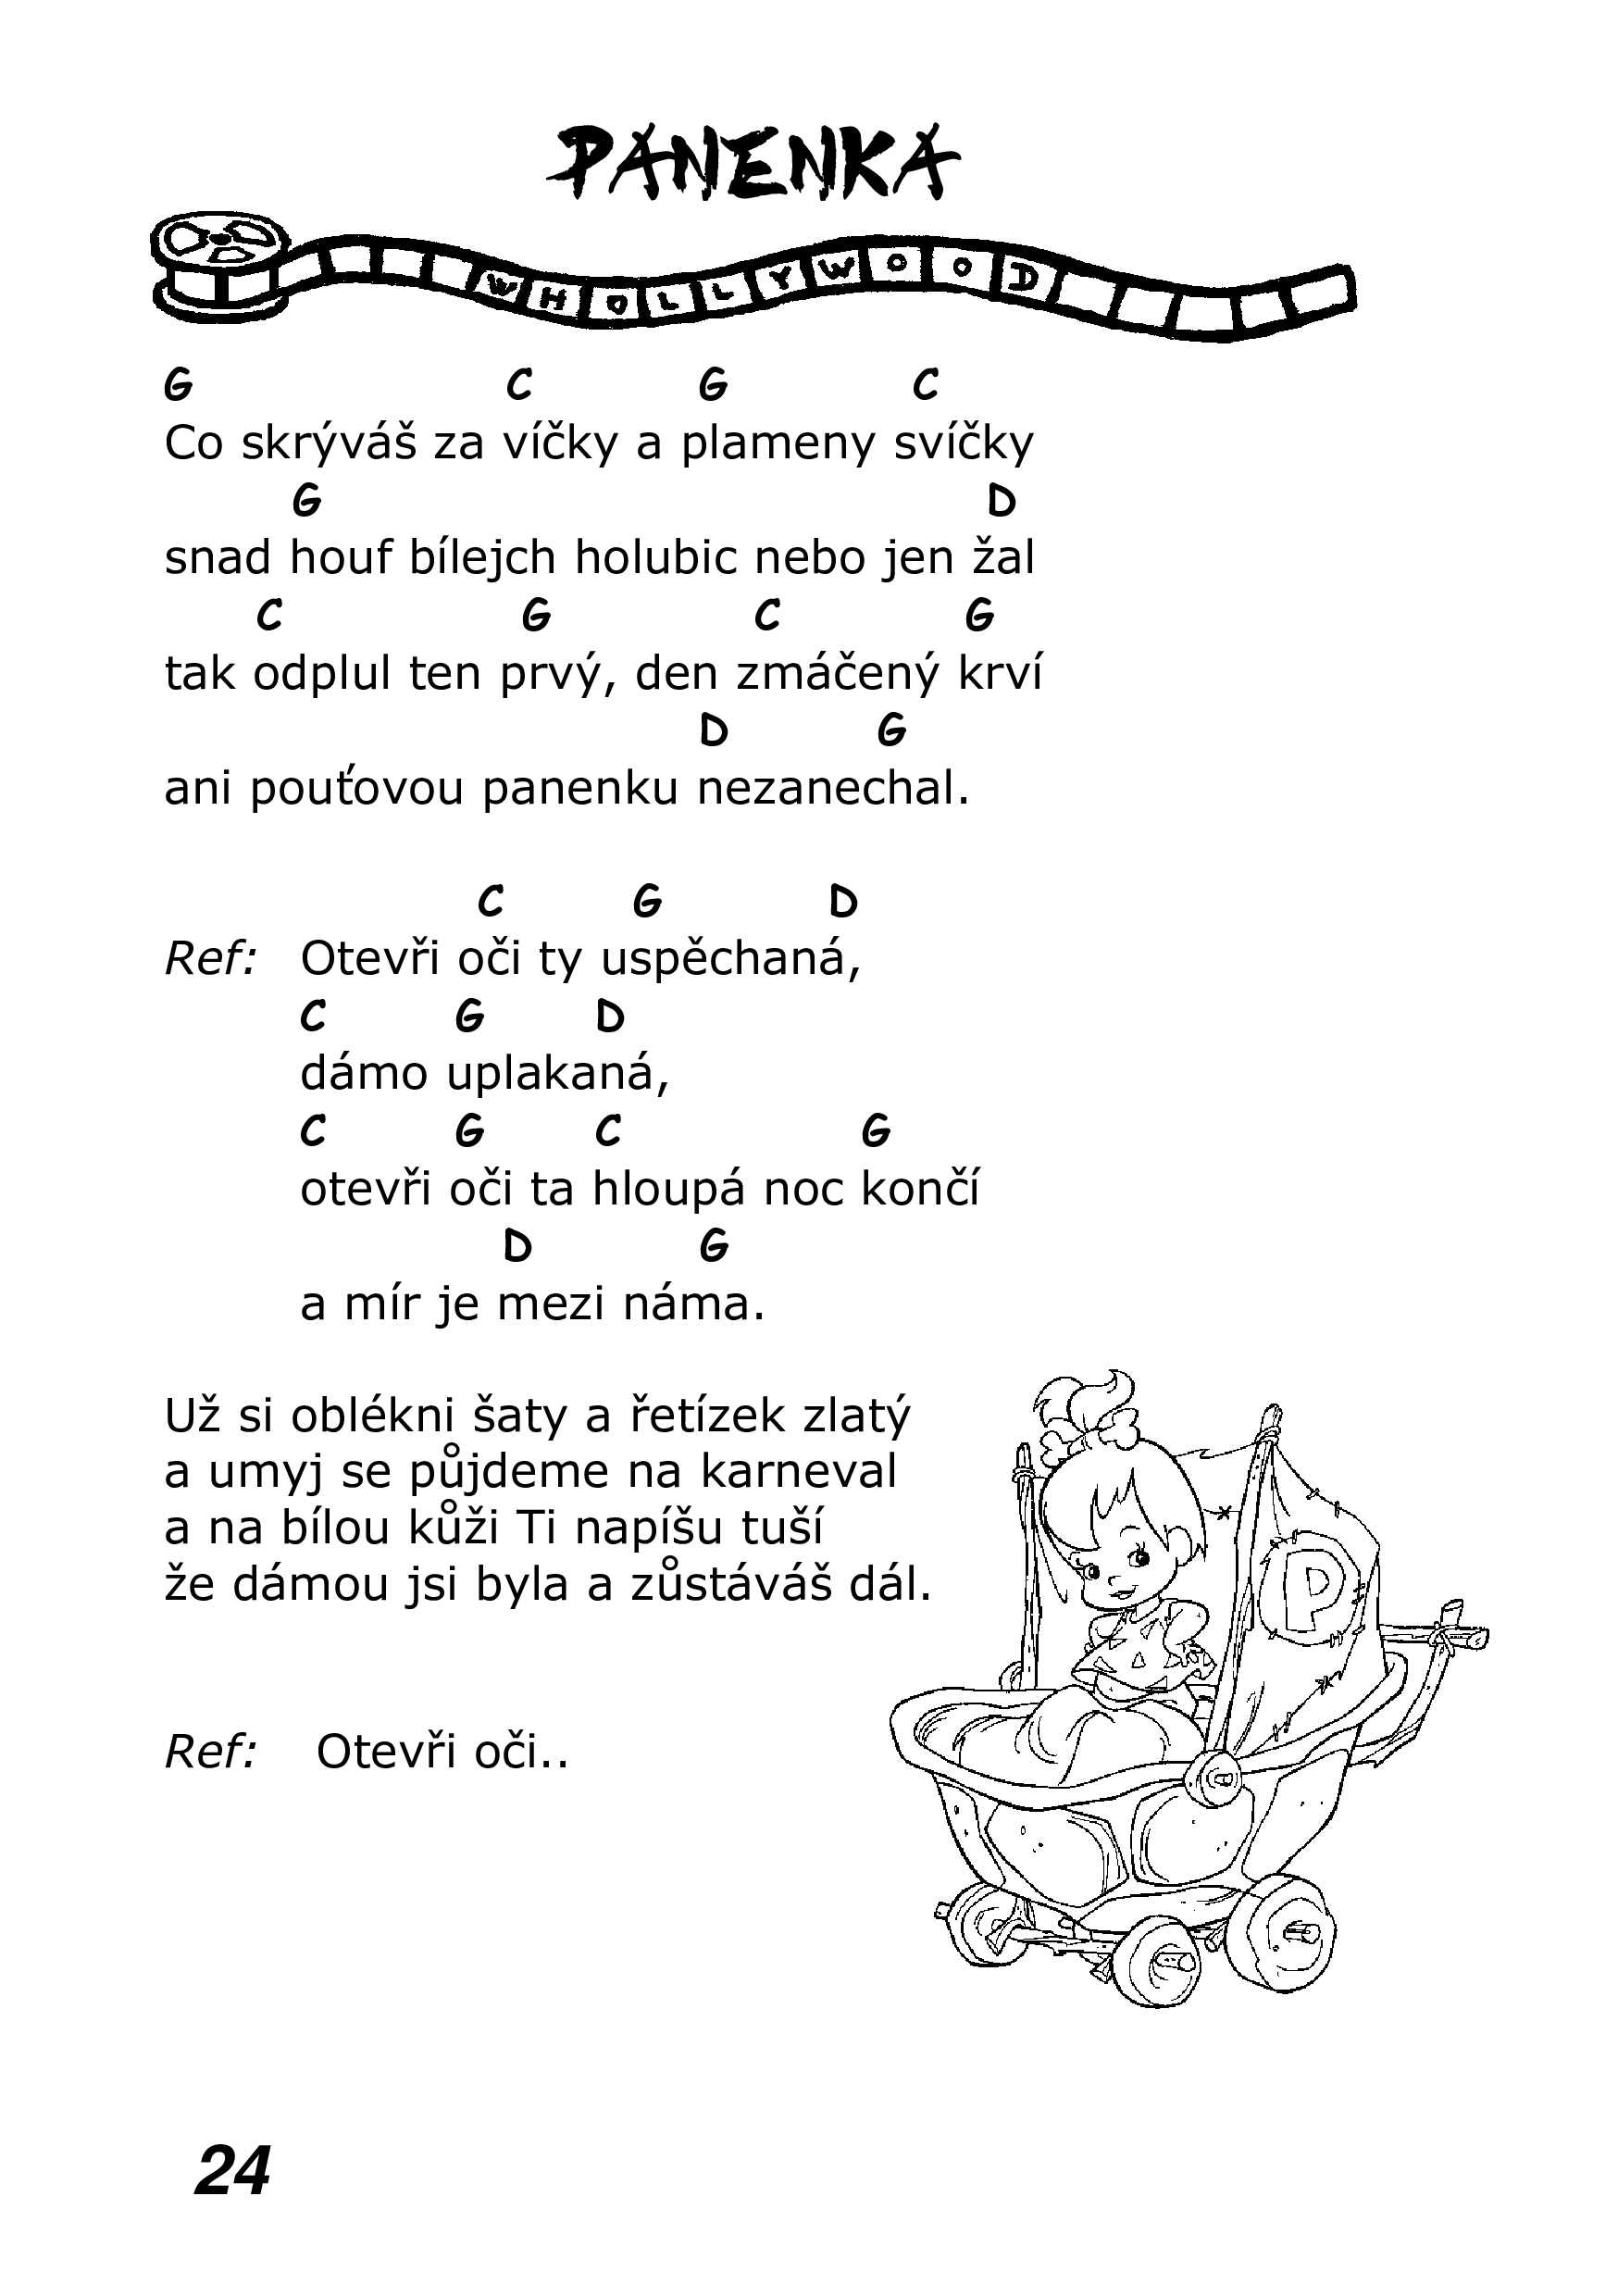 PANENKA
WHOLLYWOOD
G C G C
Co skrýváš za víčky a plameny svíčky
G D
snad houf bílejch holubic nebo jen žal
C G C G
tak odplul ten prvý, den zmáčený krví
D G
ani pouťovou panenku nezanechal.
C G D
Ref: Otevři oči ty uspěchaná,
C G D
dámo uplakaná,
C G C G
otevři oči ta hloupá noc končí
D G
a mír je mezi náma.
Už si oblékni šaty a řetízek zlatý
a umyj se půjdeme na karneval
a na bílou kůži Ti napíšu tuší
že dámou jsi byla a zůstáváš dál.
P
Ref: Otevři oči..
24